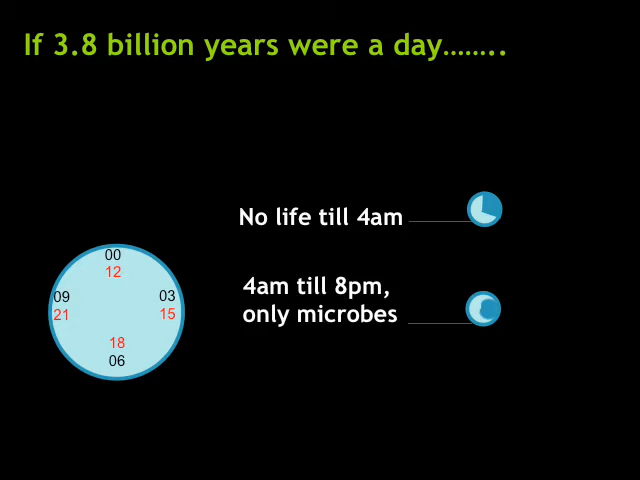 If 3.8 billion years were a day……..
No life till 4am
4am till 8pm,
only microbes
00
12
09
03
21
15
18
06